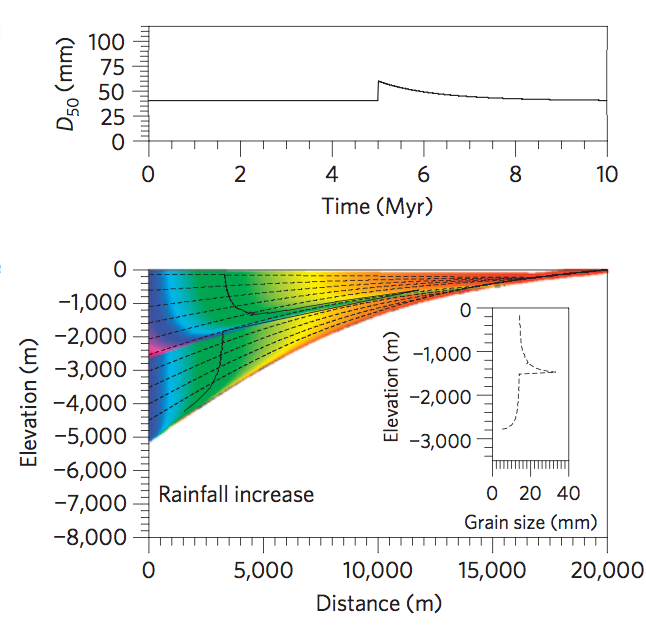 100
75
50
25
0
D50 (mm)
0 2 4 6 8 10
Time (Myr)
0
−1,000
−2,000
−3,000
−4,000
−5,000
−6,000
−7,000
−8,000
Elevation (m)
Rainfall increase
0
−1,000
−2,000
−3,000
Elevation (m)
0 20 40
Grain size (mm)
0 5,000 10,000 15,000 20,000
Distance (m)